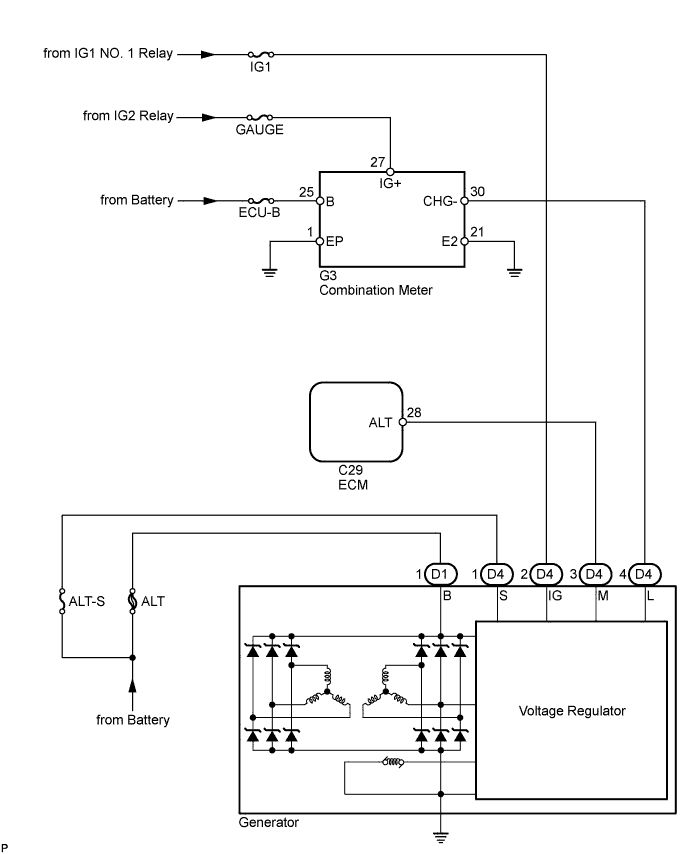 from IG1 NO. 1 Relay
IG1
from IG2 Relay
GAUGE
27
IG+
from Battery
ECU-B
25
B
CHG-
30
1
EP
E2
21
G3
Combination Meter
ALT
28
C29
ECM
1 D1
1 D4
2 D4
3 D4
4 D4
B
S
IG
M
L
ALT-S
ALT
from Battery
Voltage Regulator
Generator
P